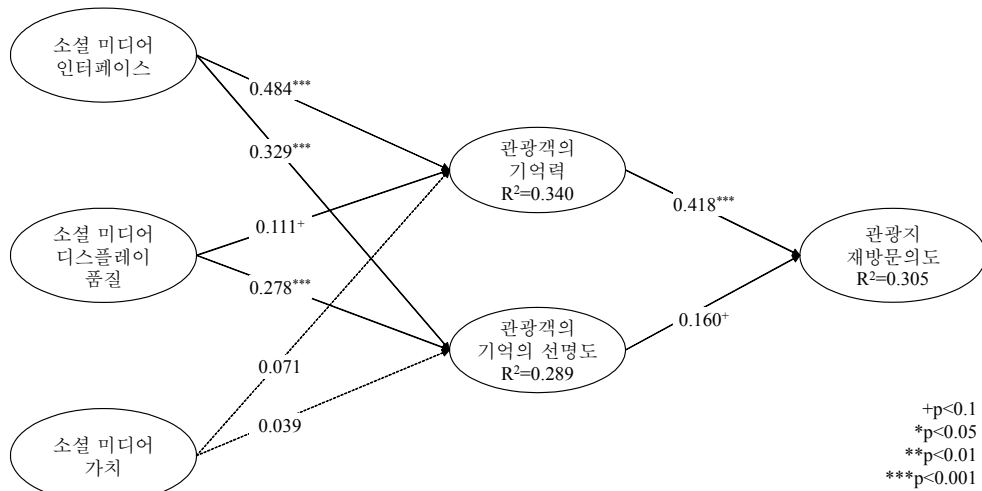 소셜 미디어
인터페이스
0.484***
0.329***
관광객의
기억력
R²=0.340
0.418***
소셜 미디어
디스플레이
품질
0.111+
0.278***
관광지
재방문의도
R²=0.305
관광객의
기억의 선명도
R²=0.289
0.160+
0.071
0.039
소셜 미디어
가치
+p<0.1
*p<0.05
**p<0.01
***p<0.001